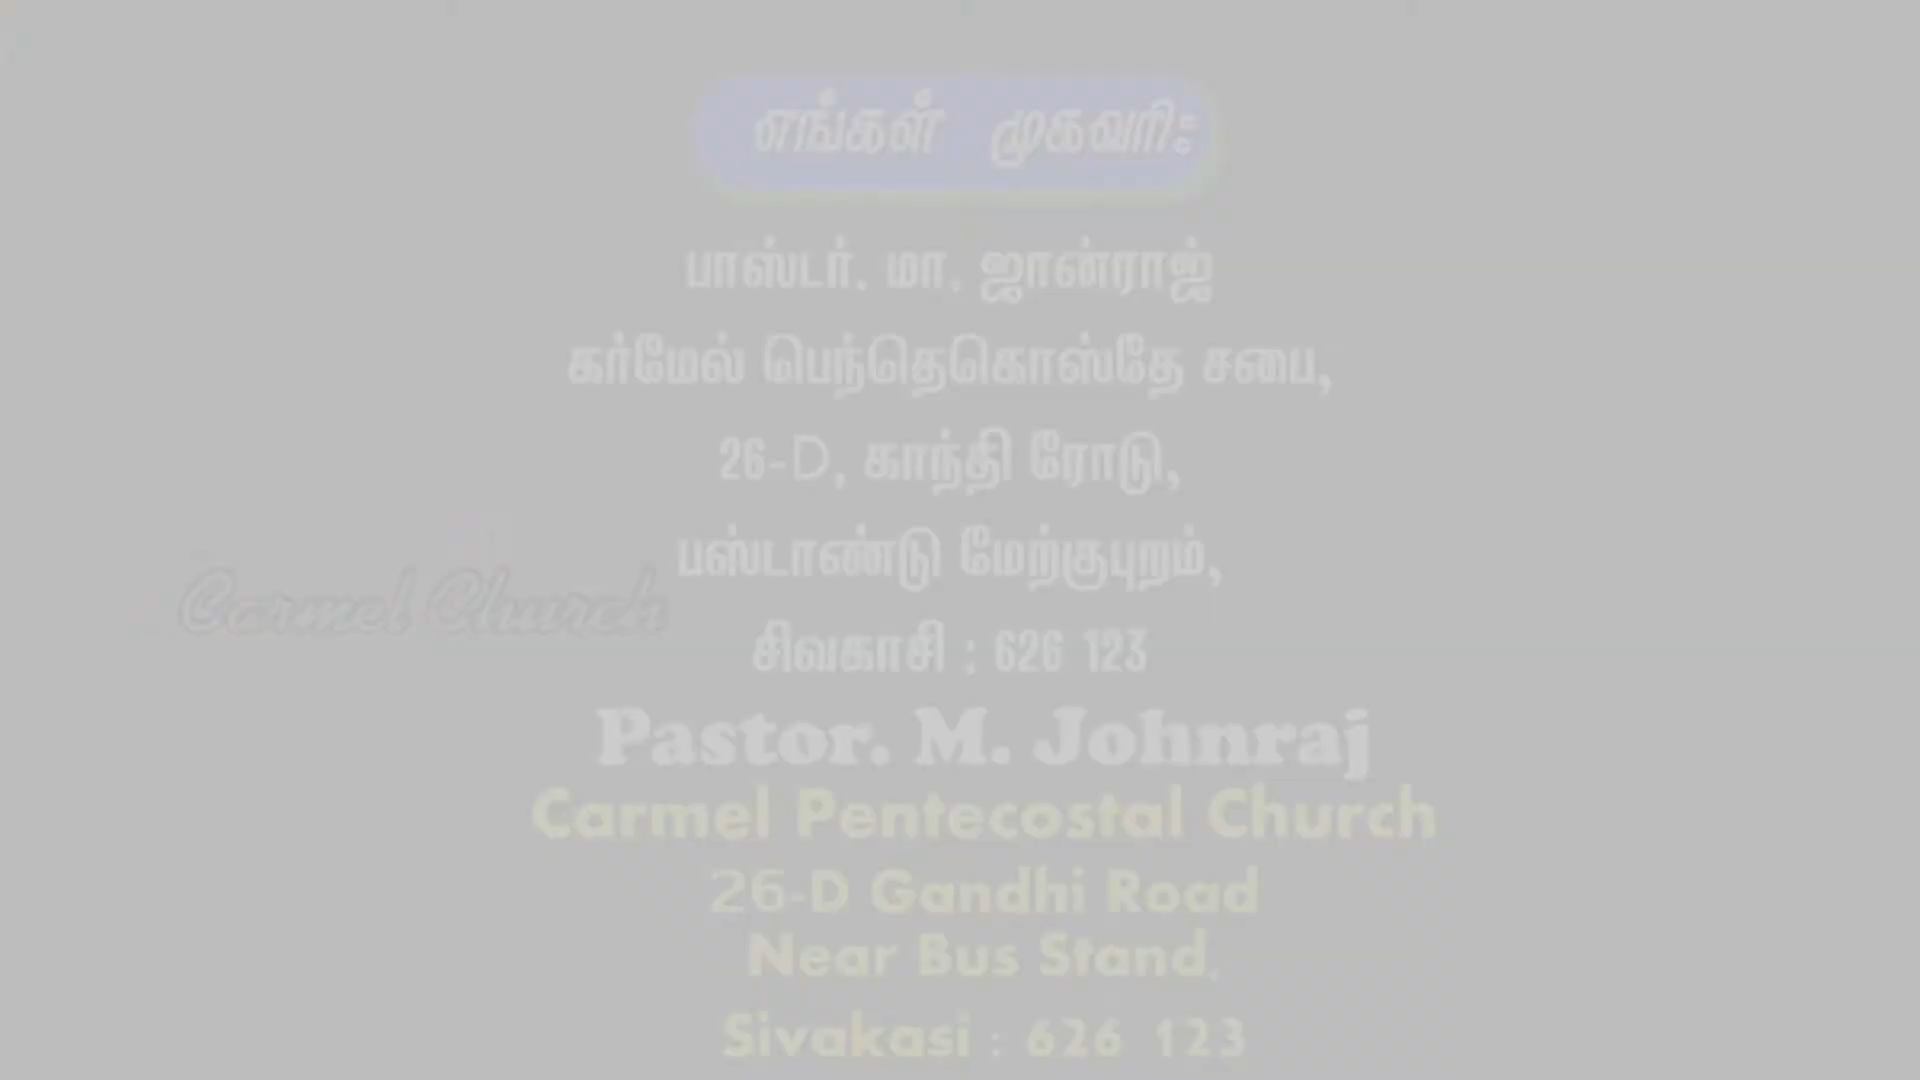 எங்கள் முகவரி:
பாஸ்டர். மா. ஜான்ராஜ்
கர்மேல் பெந்தெகொஸ்தே சபை,
26-D, காந்தி ரோடு,
பஸ்டாண்டு மேற்குபுறம்,
Carmel Church
சிவகாசி : 626 123
Pastor. M. Johnraj
Carmel Pentecostal Church
26-D Gandhi Road
Near Bus Stand,
Sivakasi : 626 123